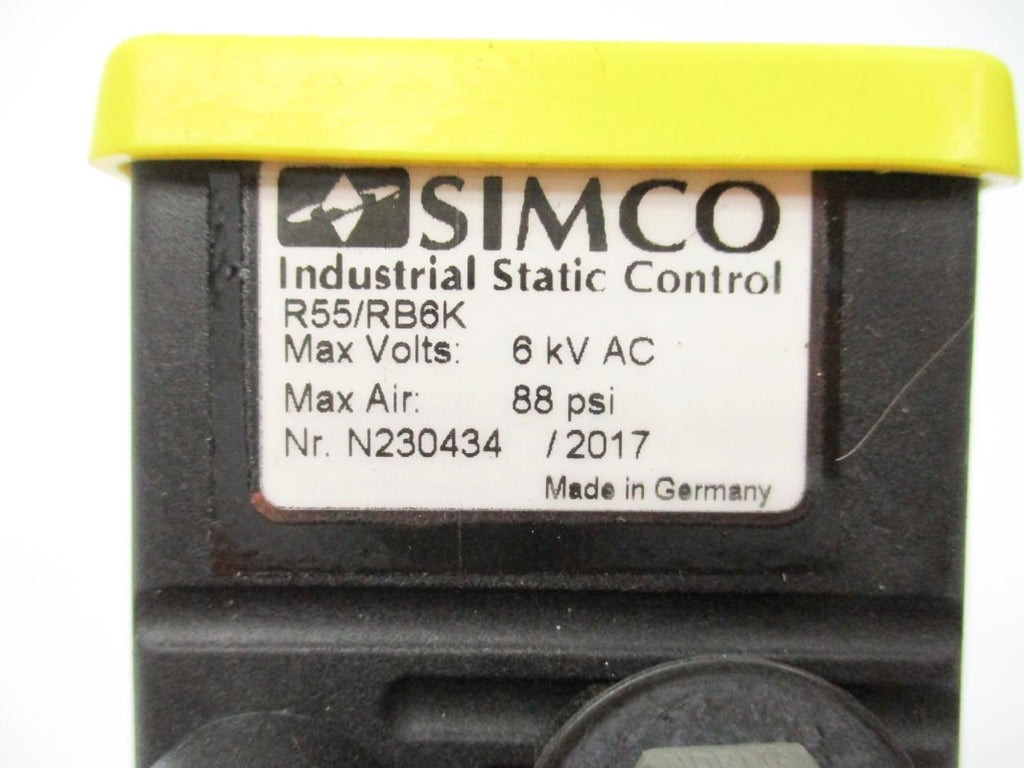 SIMCO
Industrial Static Control
R55/RB6K
Max Volts: 6 kV AC
Max Air: 88 psi
Nr. N230434 / 2017
Made in Germany